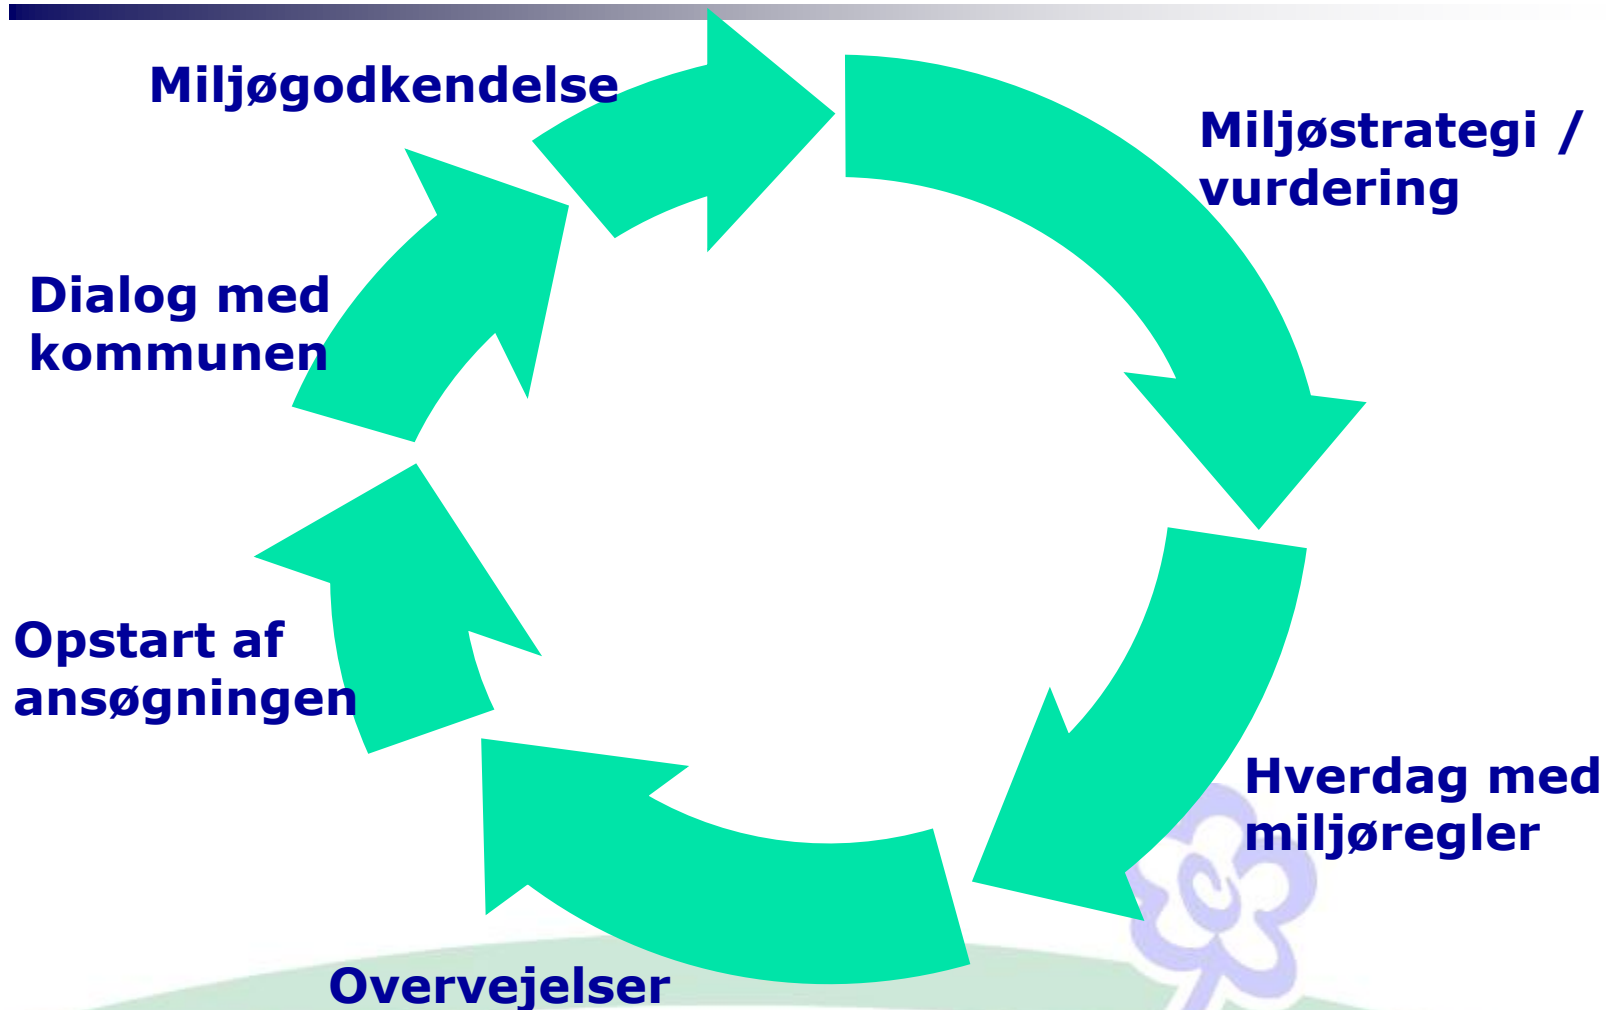 Miljøgodkendelse
Miljøstrategi /
vurdering
Dialog med
kommunen
Opstart af
ansøgningen
Hverdag med
miljøregler
Overvejelser